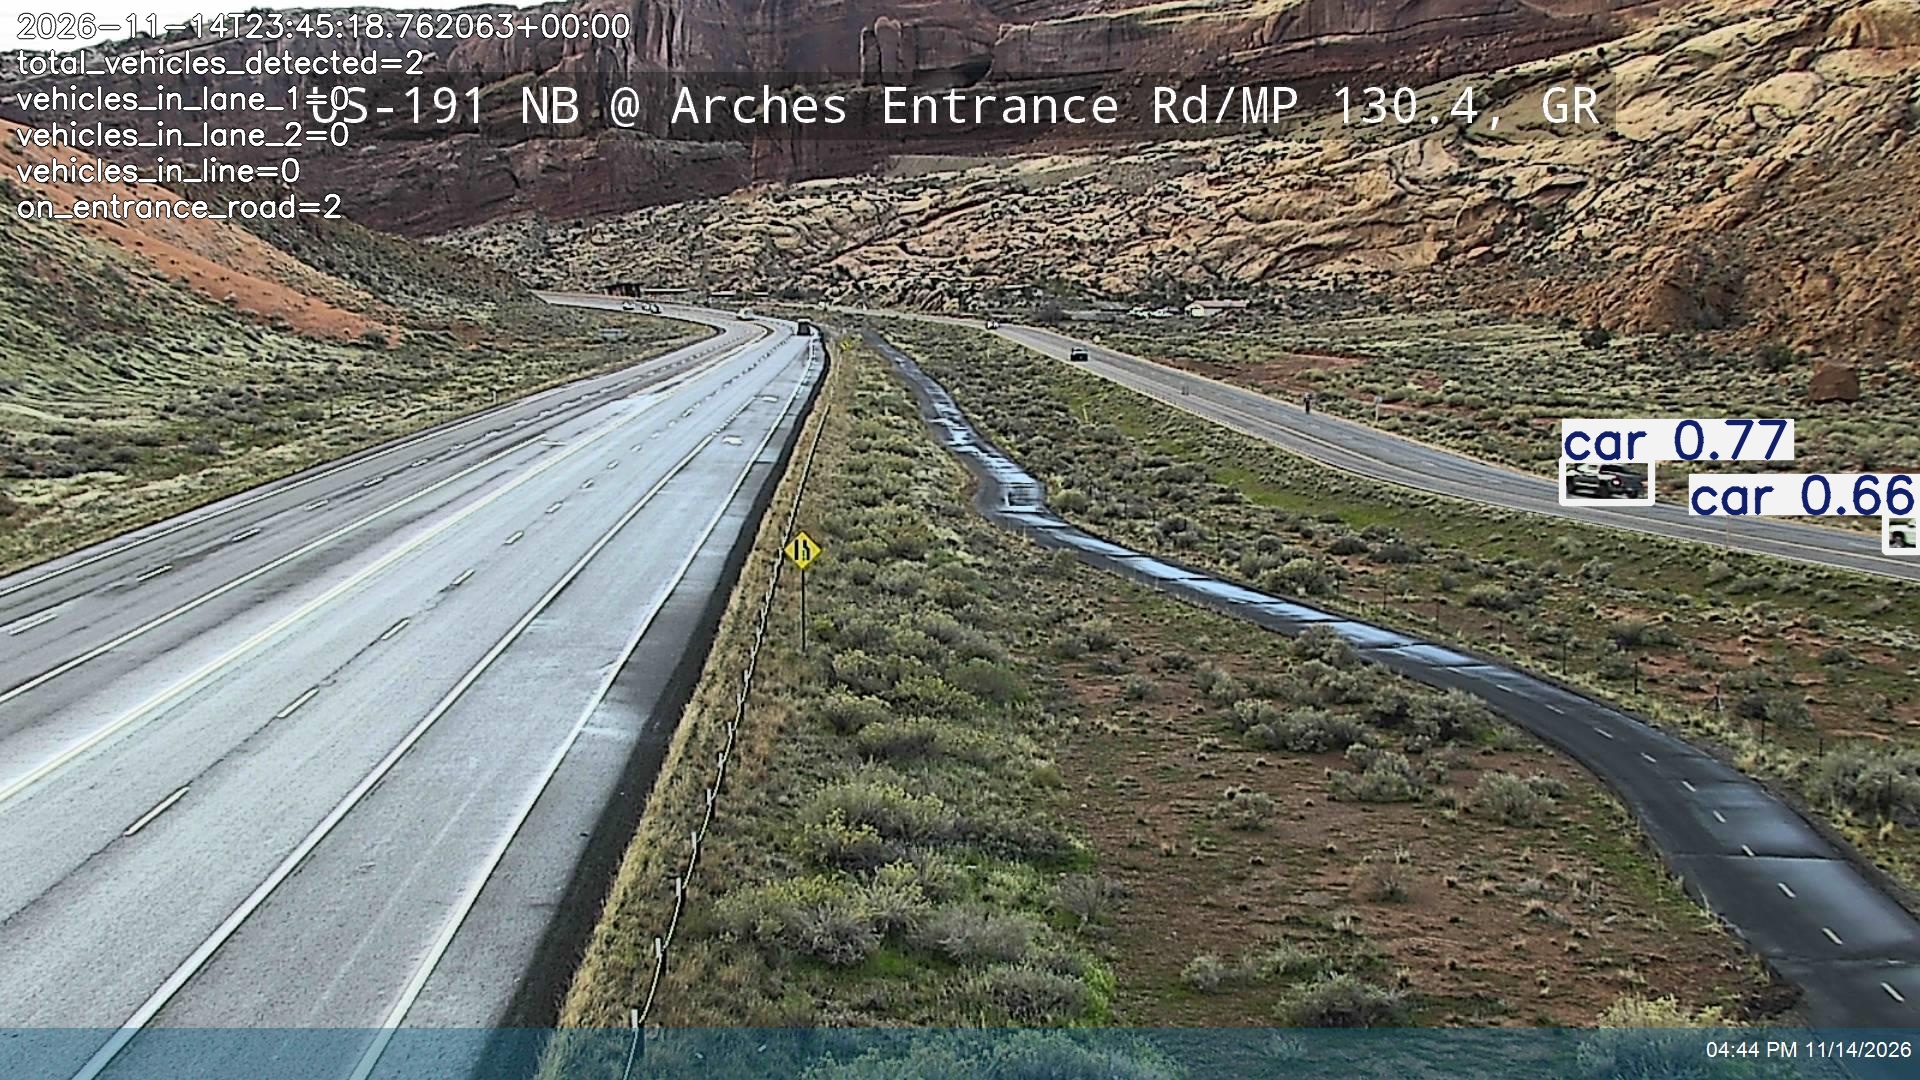 2026-11-14T23:45:18.762063+00:00
total_vehicles_detected=2
vehicles_in_lane_1=0
US-191 NB @ Arches Entrance Rd/MP 130.4, GR
vehicles_in_lane_2=0
vehicles_in_line=0
on_entrance_road=2
car 0.77
car 0.66
04:44 PM 11/14/2026